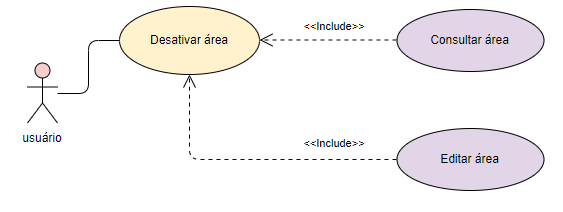 <<Include>>
Desativar área
Consultar área
usuário
<<Include>>
Editar área